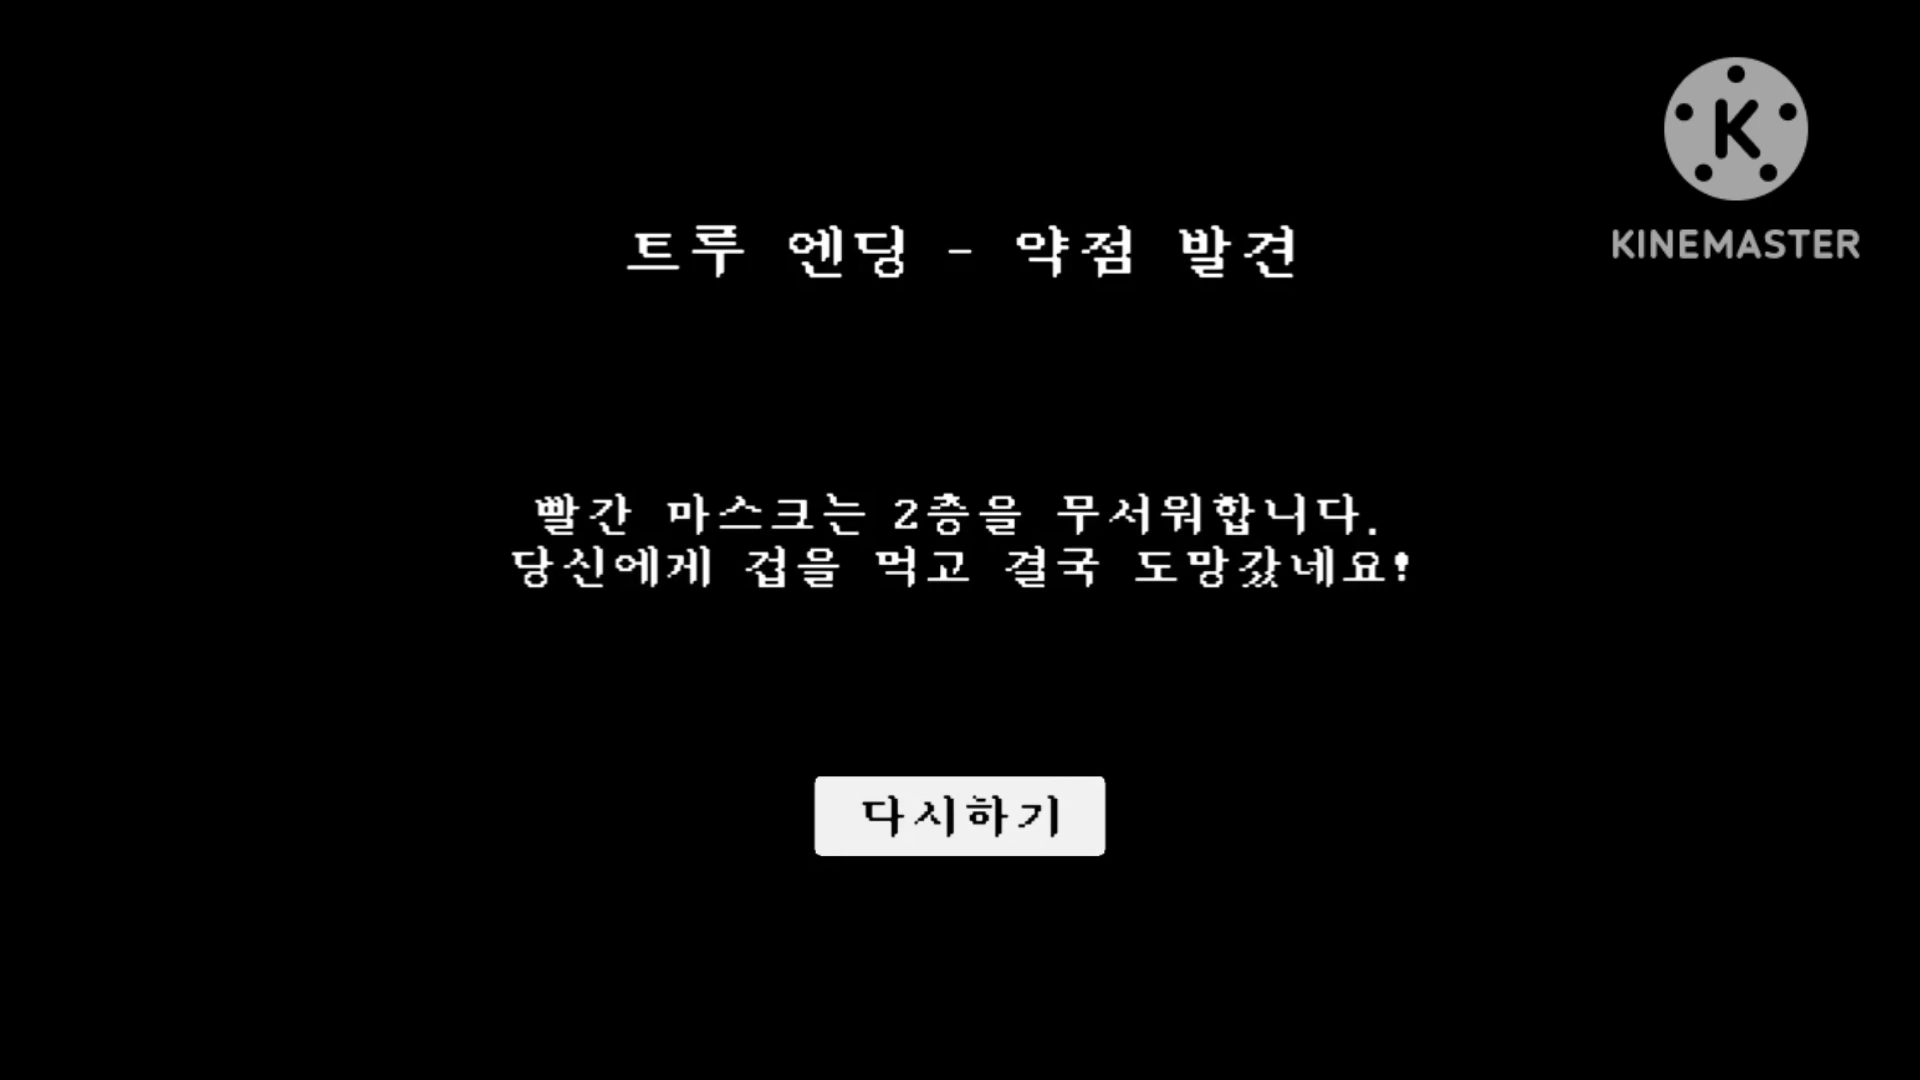 KINEMASTER
트루 엔딩 - 약점 발견
빨간 마스크는 2층을 무서워합니다.
당신에게 겁을 먹고 결국 도망갔네요!
다시하기